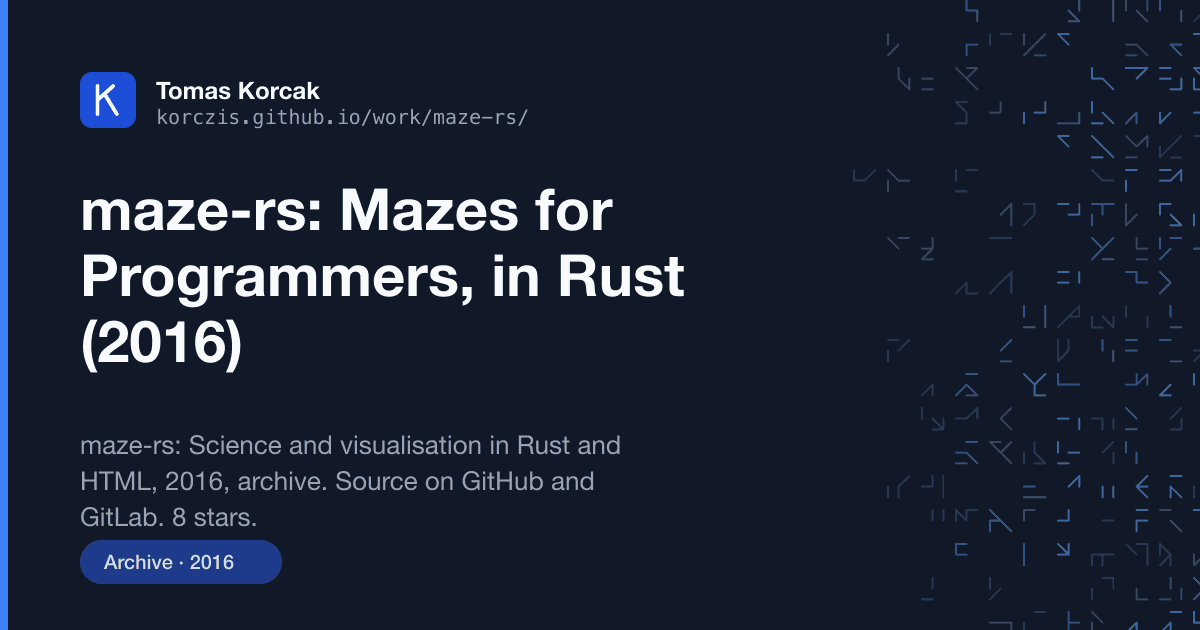 K
Tomas Korcak
korczis.github.io/work/maze-rs/
maze-rs: Mazes for
Programmers, in Rust
(2016)
maze-rs: Science and visualisation in Rust and
HTML, 2016, archive. Source on GitHub and
GitLab. 8 stars.
Archive · 2016